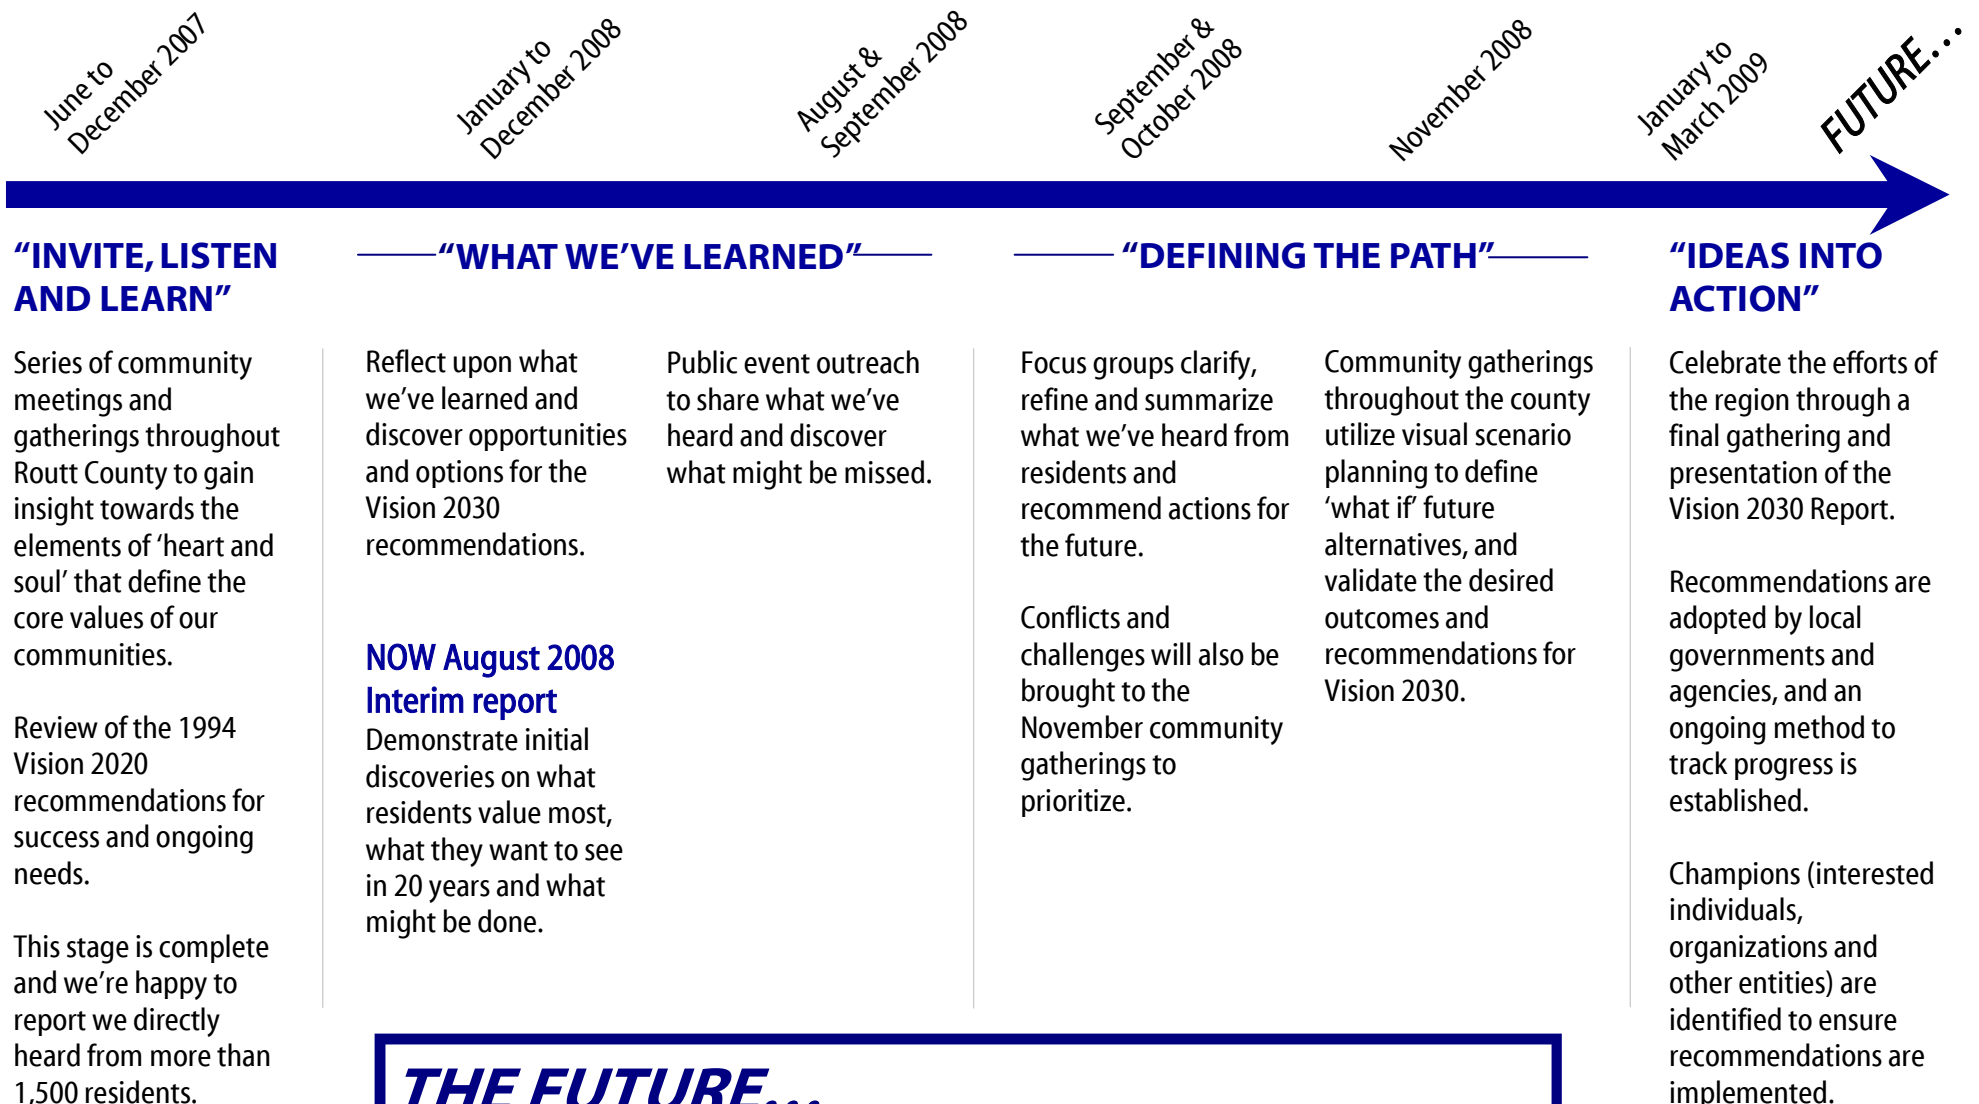 June to
December 2007
January to
December 2008
August &
September 2008
September &
October 2008
November 2008
January to
March 2009
FUTURE...
“INVITE, LISTEN
AND LEARN”
Series of community
meetings and
gatherings throughout
Routt County to gain
insight towards the
elements of ‘heart and
soul’ that define the
core values of our
communities.
Review of the 1994
Vision 2020
recommendations for
success and ongoing
needs.
This stage is complete
and we’re happy to
report we directly
heard from more than
1,500 residents.
“WHAT WE’VE LEARNED”
Reflect upon what
we’ve learned and
discover opportunities
and options for the
Vision 2030
recommendations.
NOW August 2008
Interim report
Demonstrate initial
discoveries on what
residents value most,
what they want to see
in 20 years and what
might be done.
Public event outreach
to share what we’ve
heard and discover
what might be missed.
“DEFINING THE PATH”
Focus groups clarify,
refine and summarize
what we’ve heard from
residents and
recommend actions for
the future.
Conflicts and
challenges will also be
brought to the
November community
gatherings to
prioritize.
Community gatherings
throughout the county
utilize visual scenario
planning to define
‘what if’ future
alternatives, and
validate the desired
outcomes and
recommendations for
Vision 2030.
“IDEAS INTO
ACTION”
Celebrate the efforts of
the region through a
final gathering and
presentation of the
Vision 2030 Report.
Recommendations are
adopted by local
governments and
agencies, and an
ongoing method to
track progress is
established.
Champions (interested
individuals,
organizations and
other entities) are
identified to ensure
recommendations are
implemented.
THE FUTURE...